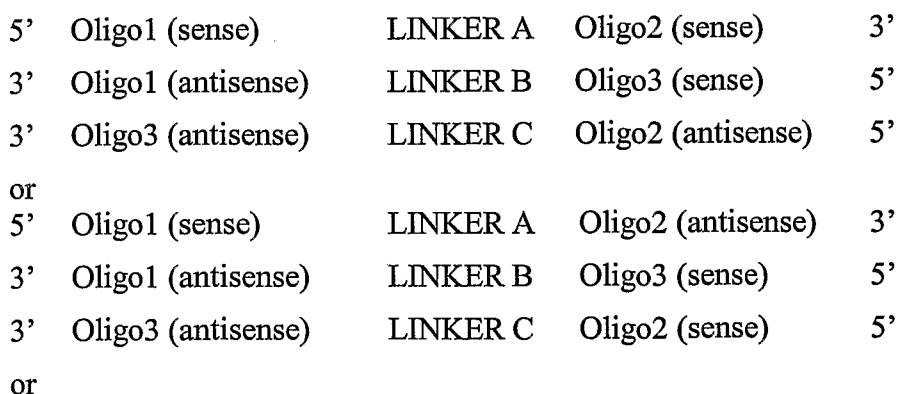 5’ Oligo1 (sense) LINKER A Oligo2 (sense) 3’
3’ Oligo1 (antisense) LINKER B Oligo3 (sense) 5’
3’ Oligo3 (antisense) LINKER C Oligo2 (antisense) 5’
or
5’ Oligo1 (sense) LINKER A Oligo2 (antisense) 3’
3’ Oligo1 (antisense) LINKER B Oligo3 (sense) 5’
3’ Oligo3 (antisense) LINKER C Oligo2 (sense) 5’
or